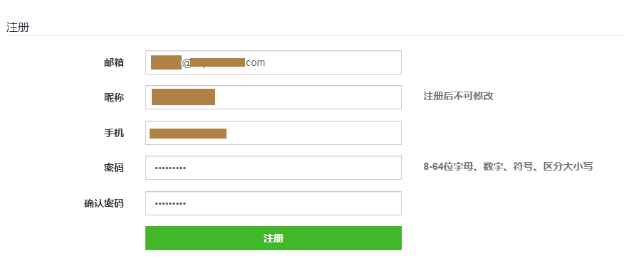 注册
邮箱 @ com
昵称 注册后不可修改
手机
密码 ········· 8-64位字母、数字、符号、区分大小写
确认密码 ·········
注册